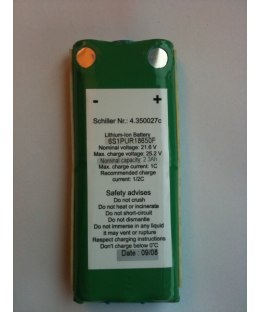 - +
Schiller Nr.: 4.350027c
Lithium-Ion Battery
6S1PUR18650F
Nominal voltage: 21.6 V
Max. charge voltage: 25.2 V
Nominal capacity: 2.3Ah
Max. charge current: 1C
Recommended charge
current: 1/2C
Safety advises
Do not crush
Do not heat or incinerate
Do not short-circuit
Do not dismantle
Do not immerse in any liquid
it may vent or rupture
Respect charging instructions
Don't charge below 0°C
Date : 09/08